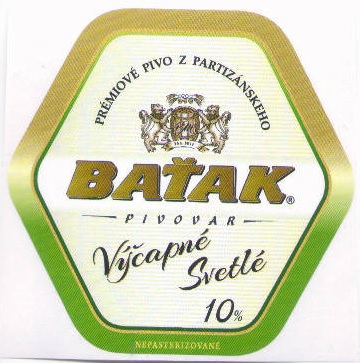 PRÉMIOVÉ PIVO Z PARTIZÁNSKEHO
BAŤAK®
PIVOVAR
Výčapné
Svetlé
10%
NEPASTERIZOVANÉ